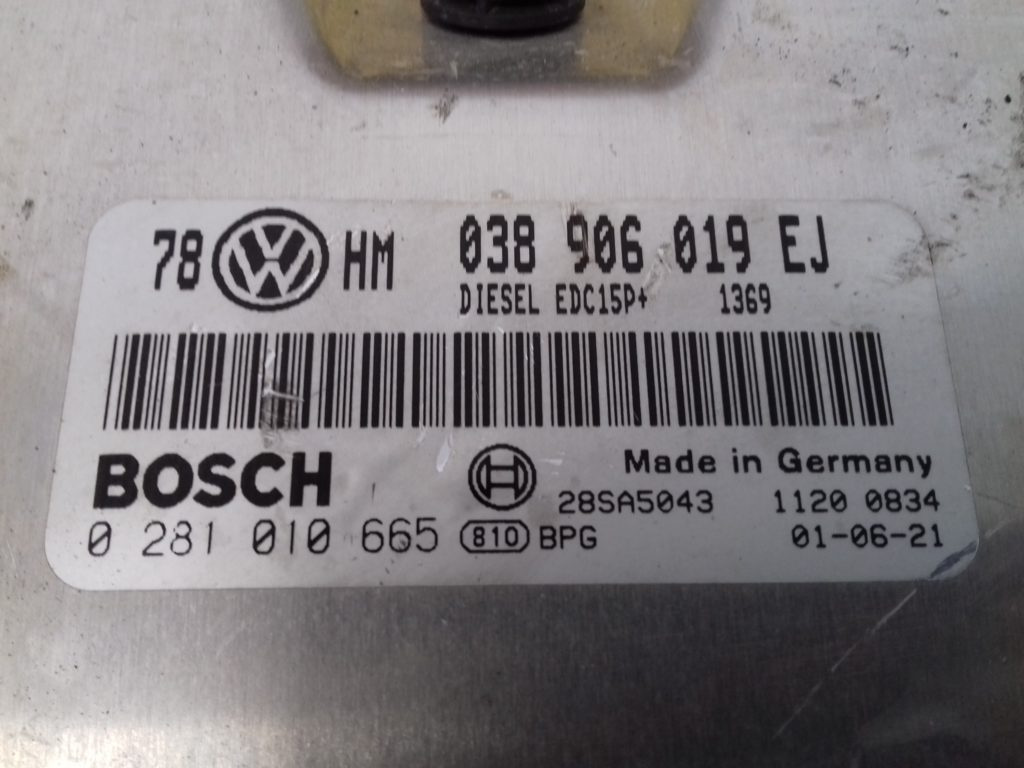 78 VW HM 038 906 019 EJ
DIESEL EDC15P+ 1369
BOSCH Made in Germany
28SA5043 1120 0834
0 281 010 665 810 BPG 01-06-21